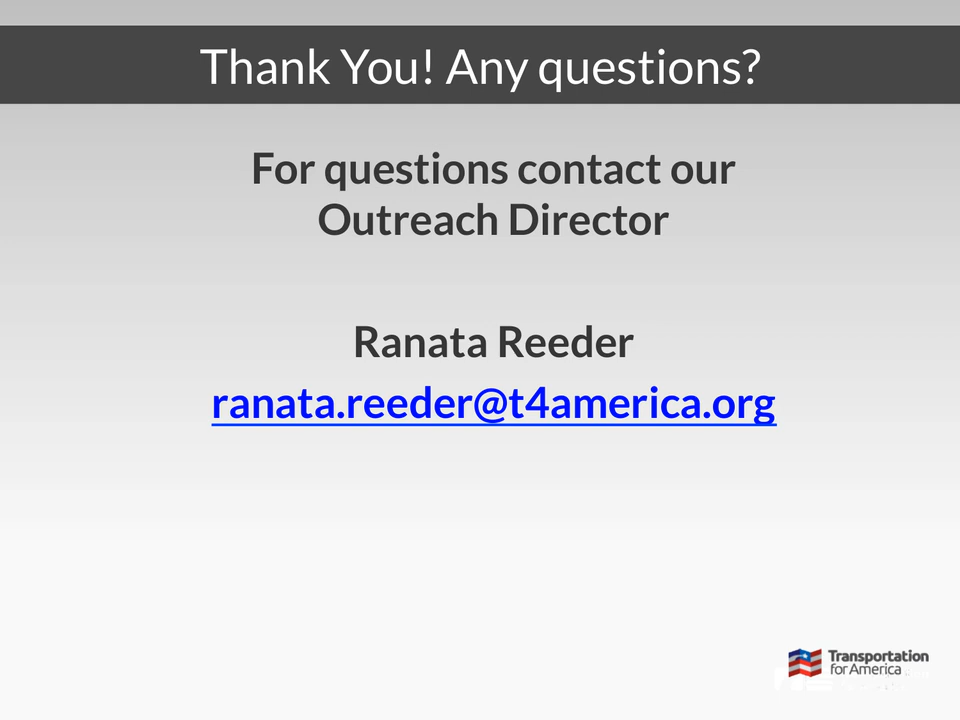 Thank You! Any questions?
For questions contact our
Outreach Director
Ranata Reeder
ranata.reeder@t4america.org
Transportation
for America